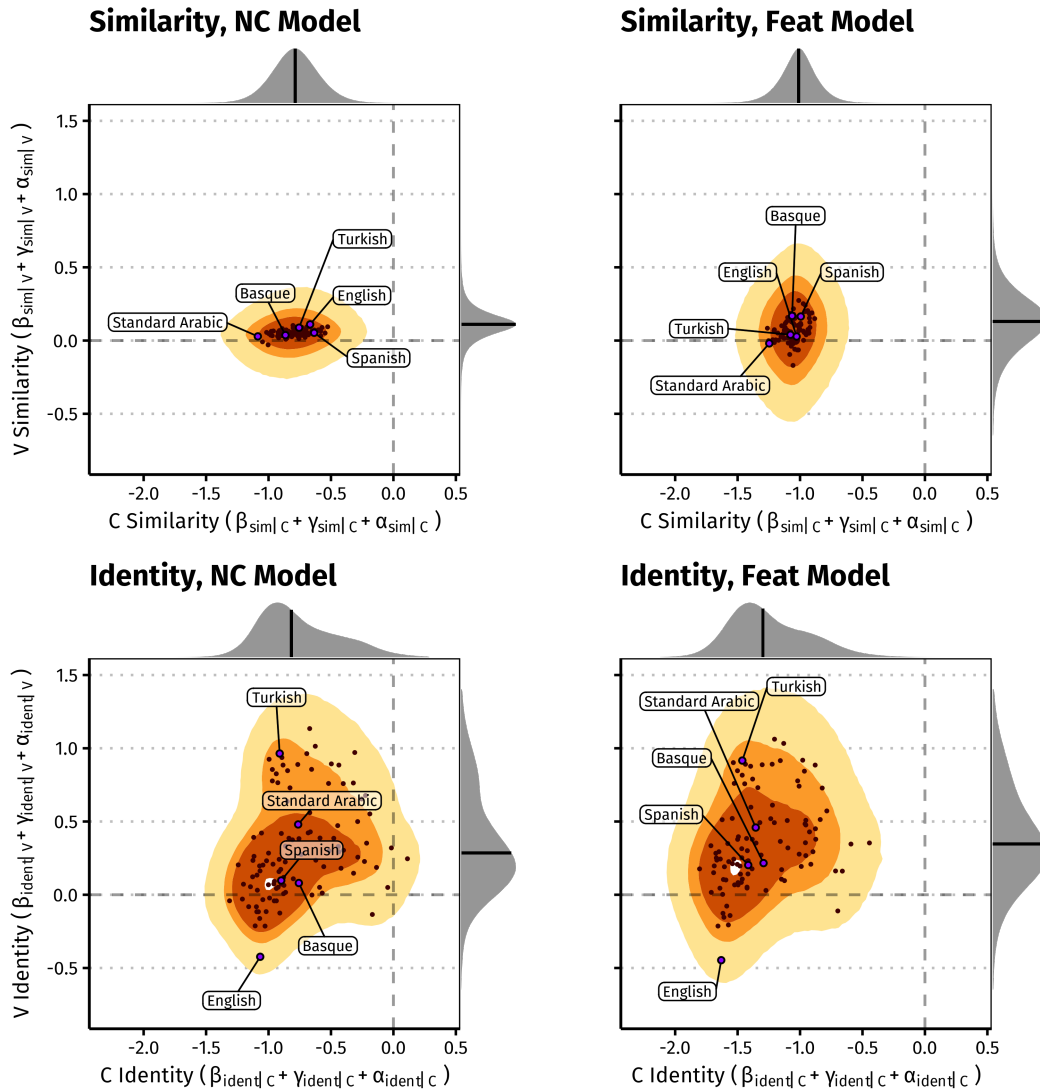 Similarity, NC Model
Similarity, Feat Model
V Similarity ( βsim| V + γsim| V + αsim| V )
1.5
1.0
0.5
0.0
-0.5
Turkish
Basque
English
Standard Arabic
Spanish
Basque
English
Spanish
Turkish
Standard Arabic
-2.0 -1.5 -1.0 -0.5 0.0 0.5
-2.0 -1.5 -1.0 -0.5 0.0 0.5
C Similarity ( βsim| C + γsim| C + αsim| C )
C Similarity ( βsim| C + γsim| C + αsim| C )
Identity, NC Model
Identity, Feat Model
V Identity ( βident| V + γident| V + αident| V )
1.5
1.0
0.5
0.0
-0.5
Turkish
Standard Arabic
Spanish
Basque
English
Turkish
Standard Arabic
Basque
Spanish
English
-2.0 -1.5 -1.0 -0.5 0.0 0.5
-2.0 -1.5 -1.0 -0.5 0.0 0.5
C Identity ( βident| C + γident| C + αident| C )
C Identity ( βident| C + γident| C + αident| C )